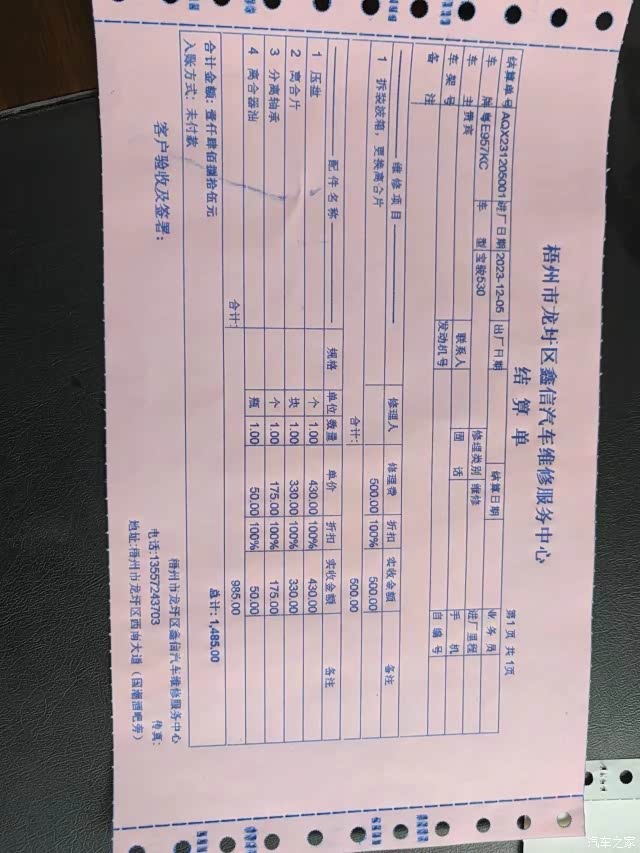 梧州市龙圩区鑫信汽车维修服务中心
结 算 单
第1页 共1页
结算单号 AQX231205001 进厂日期 2023-12-05 出厂日期 结算日期 业 务 员
车 牌 粤E957KC 车 型 宝骏530 修理类别 维修 进厂里程
车 主 贵宾 联系人 电 话 手 机
车架号 发动机号 自编号
备 注
维修项目 修理人 修理费 折扣 实收金额 备注
1 拆装波箱，更换离合片 500.00 100% 500.00
合计: 500.00
配件名称 规格 单位 数量 单价 折扣 实收金额 备注
1 压盘 个 1.00 430.00 100% 430.00
2 离合片 块 1.00 330.00 100% 330.00
3 分离轴承 个 1.00 175.00 100% 175.00
4 离合器油 瓶 1.00 50.00 100% 50.00
合计: 985.00
合计金额: 壹仟肆佰捌拾伍元 总计: 1,485.00
入账方式: 未付款
客户验收及签署:
梧州市龙圩区鑫信汽车维修服务中心
电话:13557243703 传真:
地址:梧州市龙圩区西南大道（国潮酒吧旁）
汽车之家